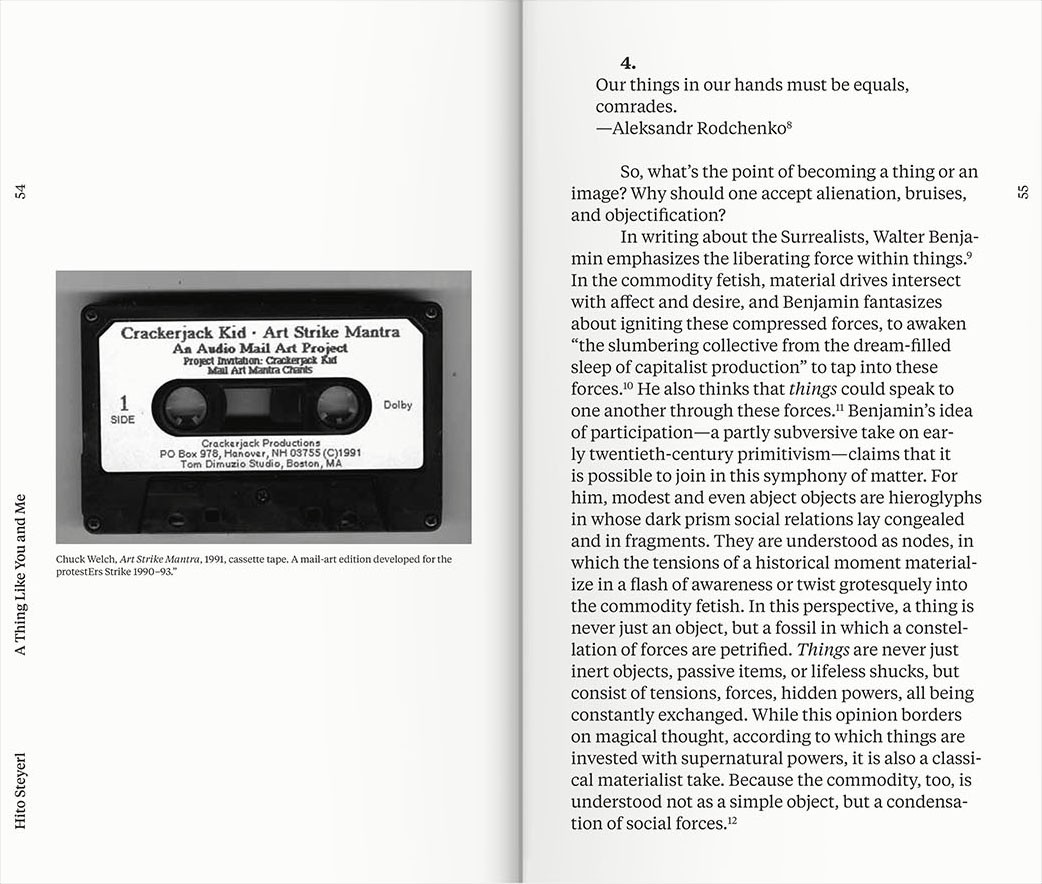 54
A Thing Like You and Me
Hito Steyerl
Crackerjack Kid · Art Strike Mantra
An Audio Mail Art Project
Project Invitation: Crackerjack Kid
Mail Art Mantra Chants
1
SIDE
Dolby
Crackerjack Productions
PO Box 978, Hanover, NH 03755 (C)1991
Tom Dimuzio Studio, Boston, MA
Chuck Welch, Art Strike Mantra, 1991, cassette tape. A mail-art edition developed for the
protestErs Strike 1990–93.”
55
4.
Our things in our hands must be equals,
comrades.
—Aleksandr Rodchenko⁸
So, what’s the point of becoming a thing or an
image? Why should one accept alienation, bruises,
and objectification?
In writing about the Surrealists, Walter Benja-
min emphasizes the liberating force within things.⁹
In the commodity fetish, material drives intersect
with affect and desire, and Benjamin fantasizes
about igniting these compressed forces, to awaken
“the slumbering collective from the dream-filled
sleep of capitalist production” to tap into these
forces.¹⁰ He also thinks that things could speak to
one another through these forces.¹¹ Benjamin’s idea
of participation—a partly subversive take on ear-
ly twentieth-century primitivism—claims that it
is possible to join in this symphony of matter. For
him, modest and even abject objects are hieroglyphs
in whose dark prism social relations lay congealed
and in fragments. They are understood as nodes, in
which the tensions of a historical moment material-
ize in a flash of awareness or twist grotesquely into
the commodity fetish. In this perspective, a thing is
never just an object, but a fossil in which a constel-
lation of forces are petrified. Things are never just
inert objects, passive items, or lifeless shucks, but
consist of tensions, forces, hidden powers, all being
constantly exchanged. While this opinion borders
on magical thought, according to which things are
invested with supernatural powers, it is also a classi-
cal materialist take. Because the commodity, too, is
understood not as a simple object, but a condensa-
tion of social forces.¹²